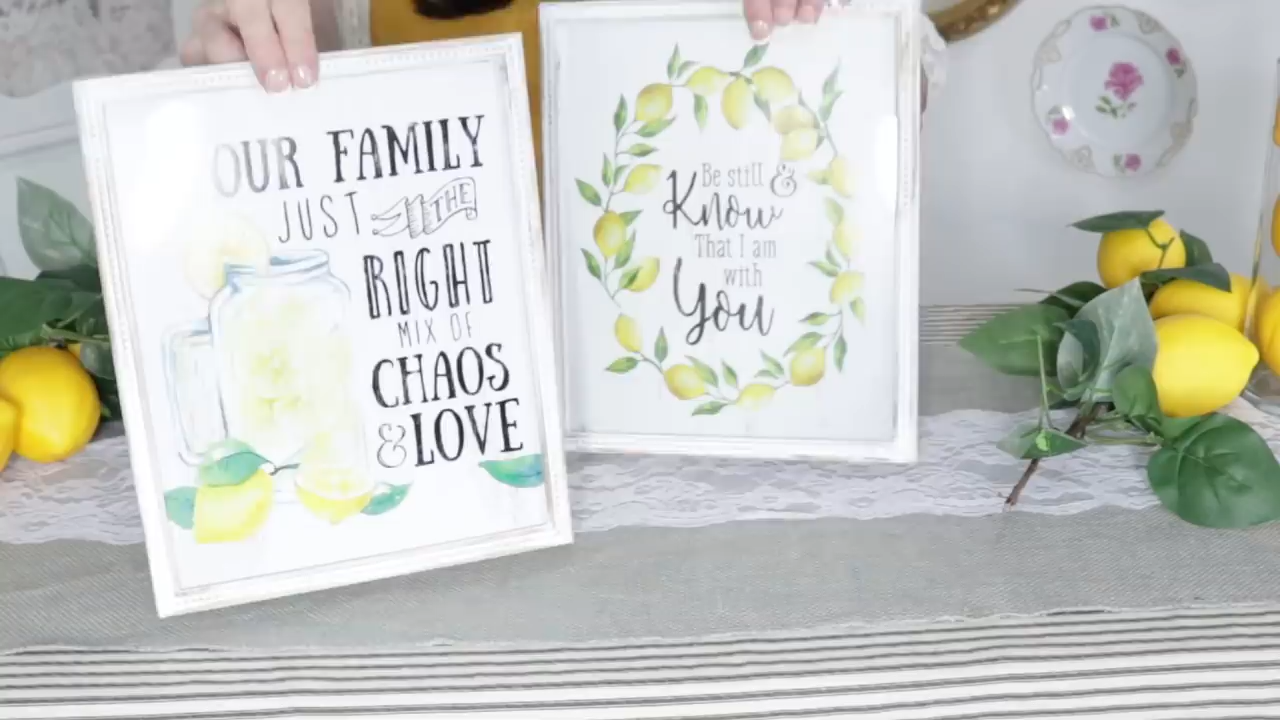 OUR FAMILY
JUST THE
RIGHT
MIX OF
CHAOS
& LOVE
Be still &
Know
That I am
with
You